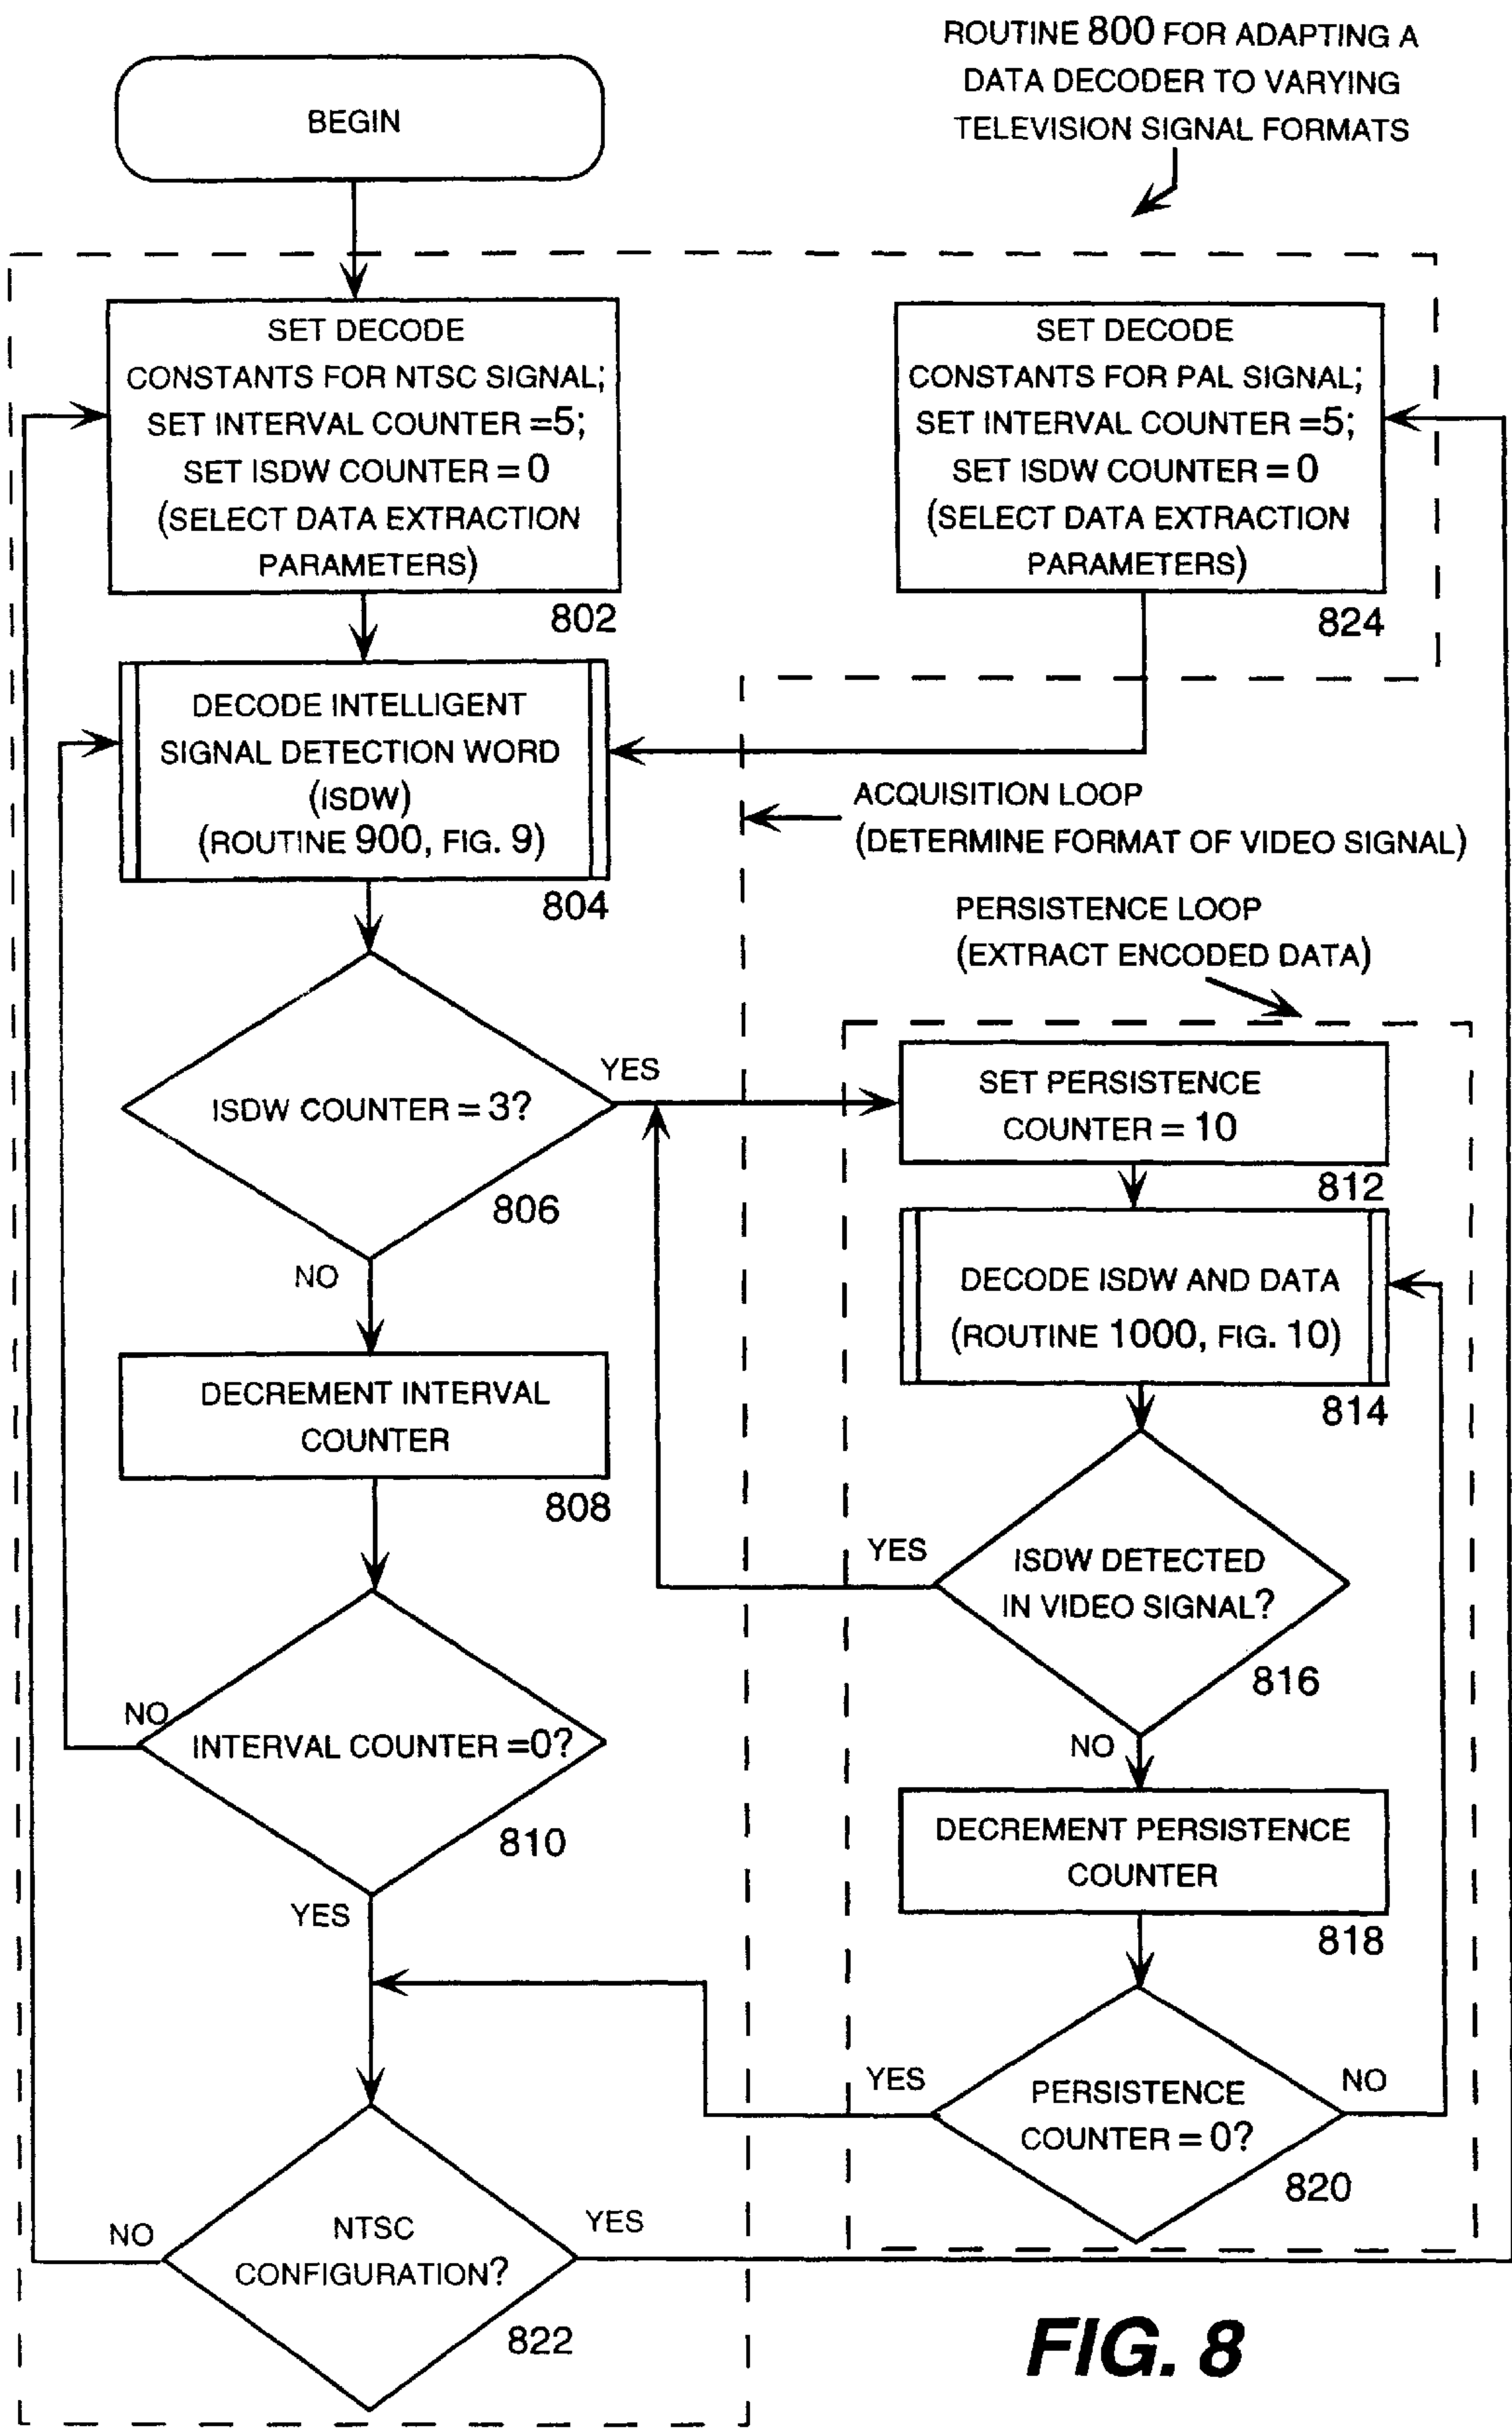 ROUTINE 800 FOR ADAPTING A
DATA DECODER TO VARYING
TELEVISION SIGNAL FORMATS
BEGIN
SET DECODE
CONSTANTS FOR NTSC SIGNAL;
SET INTERVAL COUNTER =5;
SET ISDW COUNTER = 0
(SELECT DATA EXTRACTION
PARAMETERS)
802
SET DECODE
CONSTANTS FOR PAL SIGNAL;
SET INTERVAL COUNTER =5;
SET ISDW COUNTER = 0
(SELECT DATA EXTRACTION
PARAMETERS)
824
DECODE INTELLIGENT
SIGNAL DETECTION WORD
(ISDW)
(ROUTINE 900, FIG. 9)
804
ACQUISITION LOOP
(DETERMINE FORMAT OF VIDEO SIGNAL)
PERSISTENCE LOOP
(EXTRACT ENCODED DATA)
ISDW COUNTER = 3?
YES
806
NO
SET PERSISTENCE
COUNTER = 10
812
DECODE ISDW AND DATA
(ROUTINE 1000, FIG. 10)
814
DECREMENT INTERVAL
COUNTER
808
YES
ISDW DETECTED
IN VIDEO SIGNAL?
816
NO
NO
INTERVAL COUNTER =0?
810
YES
DECREMENT PERSISTENCE
COUNTER
818
YES
PERSISTENCE
COUNTER = 0?
NO
820
NO
NTSC
CONFIGURATION?
YES
822
FIG. 8